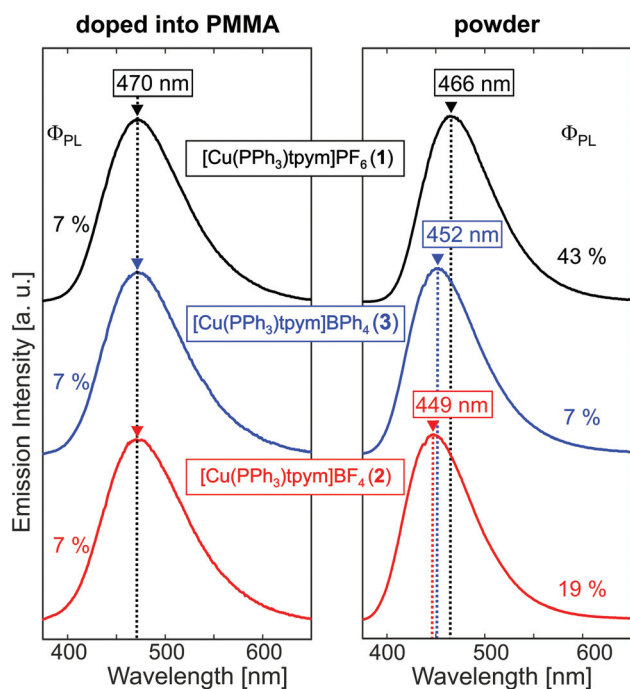 doped into PMMA
powder
470 nm
466 nm
Φ_PL
Φ_PL
[Cu(PPh₃)tpym]PF₆(1)
7 %
43 %
452 nm
[Cu(PPh₃)tpym]BPh₄(3)
7 %
7 %
449 nm
[Cu(PPh₃)tpym]BF₄(2)
7 %
19 %
Emission Intensity [a. u.]
400 500 600
400 500 600
Wavelength [nm]
Wavelength [nm]